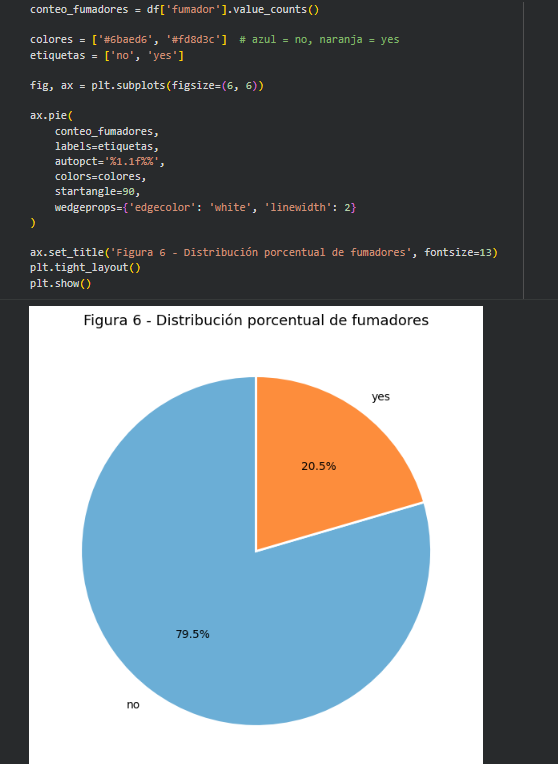 conteo_fumadores = df['fumador'].value_counts()
colores = ['#6baed6', '#fd8d3c']  # azul = no, naranja = yes
etiquetas = ['no', 'yes']
fig, ax = plt.subplots(figsize=(6, 6))
ax.pie(
    conteo_fumadores,
    labels=etiquetas,
    autopct='%1.1f%%',
    colors=colores,
    startangle=90,
    wedgeprops={'edgecolor': 'white', 'linewidth': 2}
)
ax.set_title('Figura 6 - Distribución porcentual de fumadores', fontsize=13)
plt.tight_layout()
plt.show()
Figura 6 - Distribución porcentual de fumadores
yes
20.5%
79.5%
no